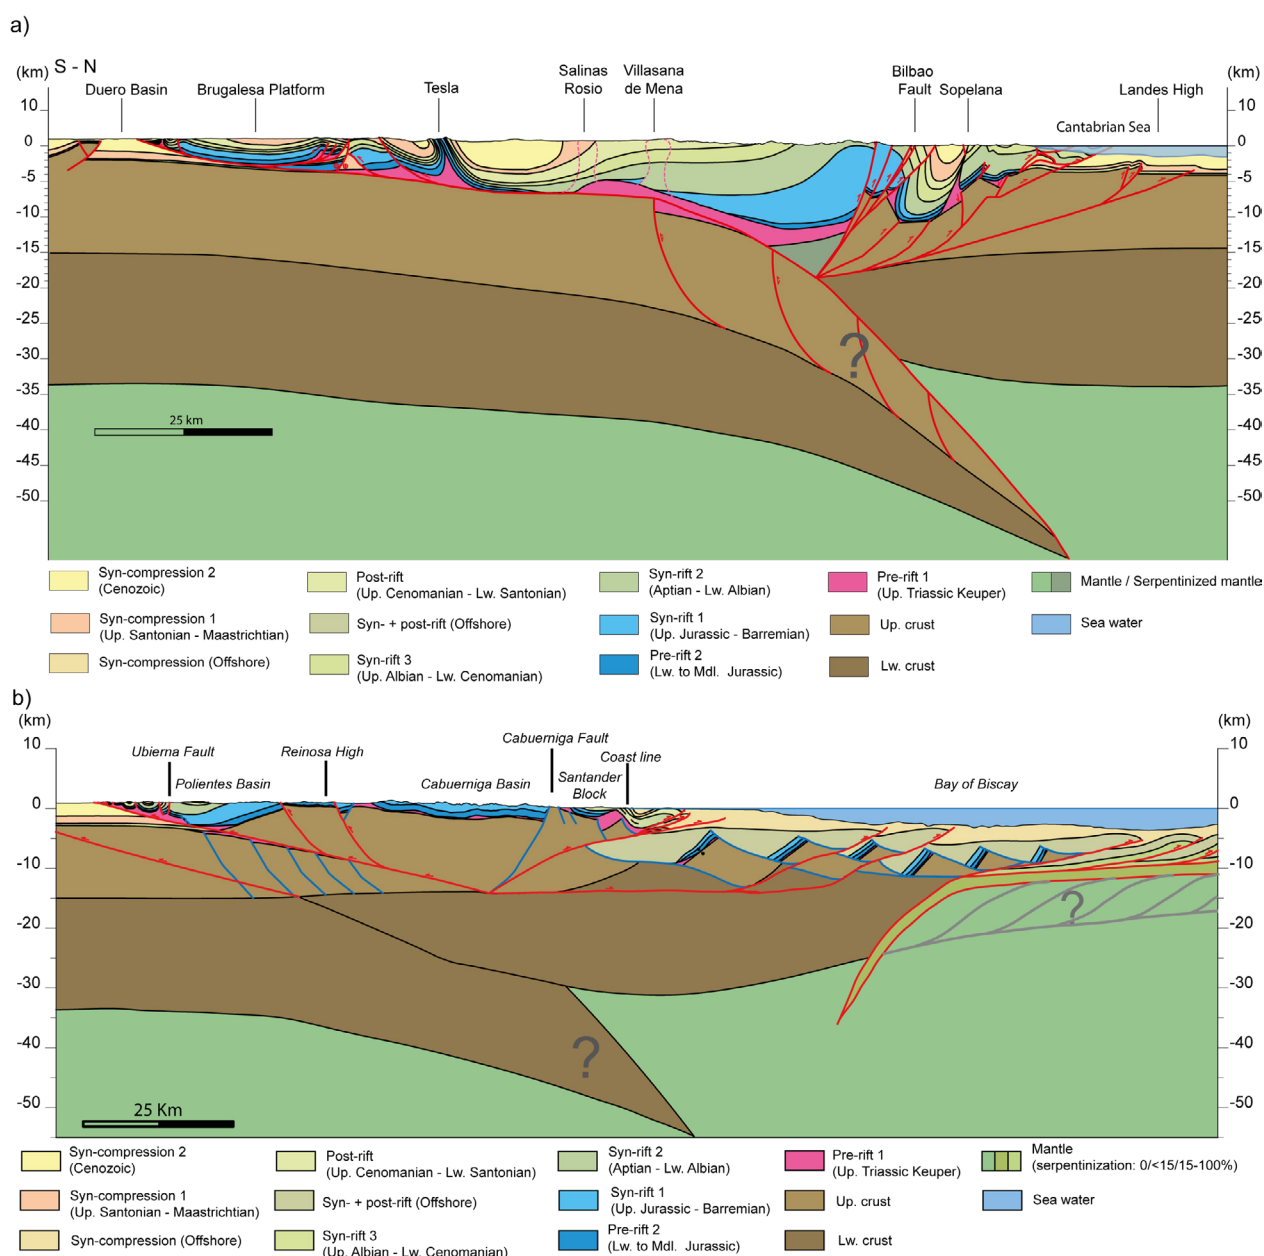 a)
(km) S - N
Duero Basin
Brugalesa Platform
Tesla
Salinas
Rosio
Villasana
de Mena
Bilbao
Fault
Sopelana
Landes High
(km)
Cantabrian Sea
10
0
-5
-10
-15
-20
-25
-30
-35
-40
-45
-50
10
0
-5
-10
-15
-20
-25
-30
-35
-40
-45
-50
?
25 km
Syn-compression 2
(Cenozoic)
Syn-compression 1
(Up. Santonian - Maastrichtian)
Syn-compression (Offshore)
Post-rift
(Up. Cenomanian - Lw. Santonian)
Syn- + post-rift (Offshore)
Syn-rift 3
(Up. Albian - Lw. Cenomanian)
Syn-rift 2
(Aptian - Lw. Albian)
Syn-rift 1
(Up. Jurassic - Barremian)
Pre-rift 2
(Lw. to Mdl. Jurassic)
Pre-rift 1
(Up. Triassic Keuper)
Up. crust
Lw. crust
Mantle / Serpentinized mantle
Sea water
b)
(km)
(km)
Ubierna Fault
Polientes Basin
Reinosa High
Cabuerniga Basin
Cabuerniga Fault
Santander
Block
Coast line
Bay of Biscay
10
0
-10
-20
-30
-40
-50
10
0
-10
-20
-30
-40
-50
?
?
25 Km
Syn-compression 2
(Cenozoic)
Syn-compression 1
(Up. Santonian - Maastrichtian)
Syn-compression (Offshore)
Post-rift
(Up. Cenomanian - Lw. Santonian)
Syn- + post-rift (Offshore)
Syn-rift 3
(Up. Albian - Lw. Cenomanian)
Syn-rift 2
(Aptian - Lw. Albian)
Syn-rift 1
(Up. Jurassic - Barremian)
Pre-rift 2
(Lw. to Mdl. Jurassic)
Pre-rift 1
(Up. Triassic Keuper)
Up. crust
Lw. crust
Mantle
(serpentinization: 0/<15/15-100%)
Sea water